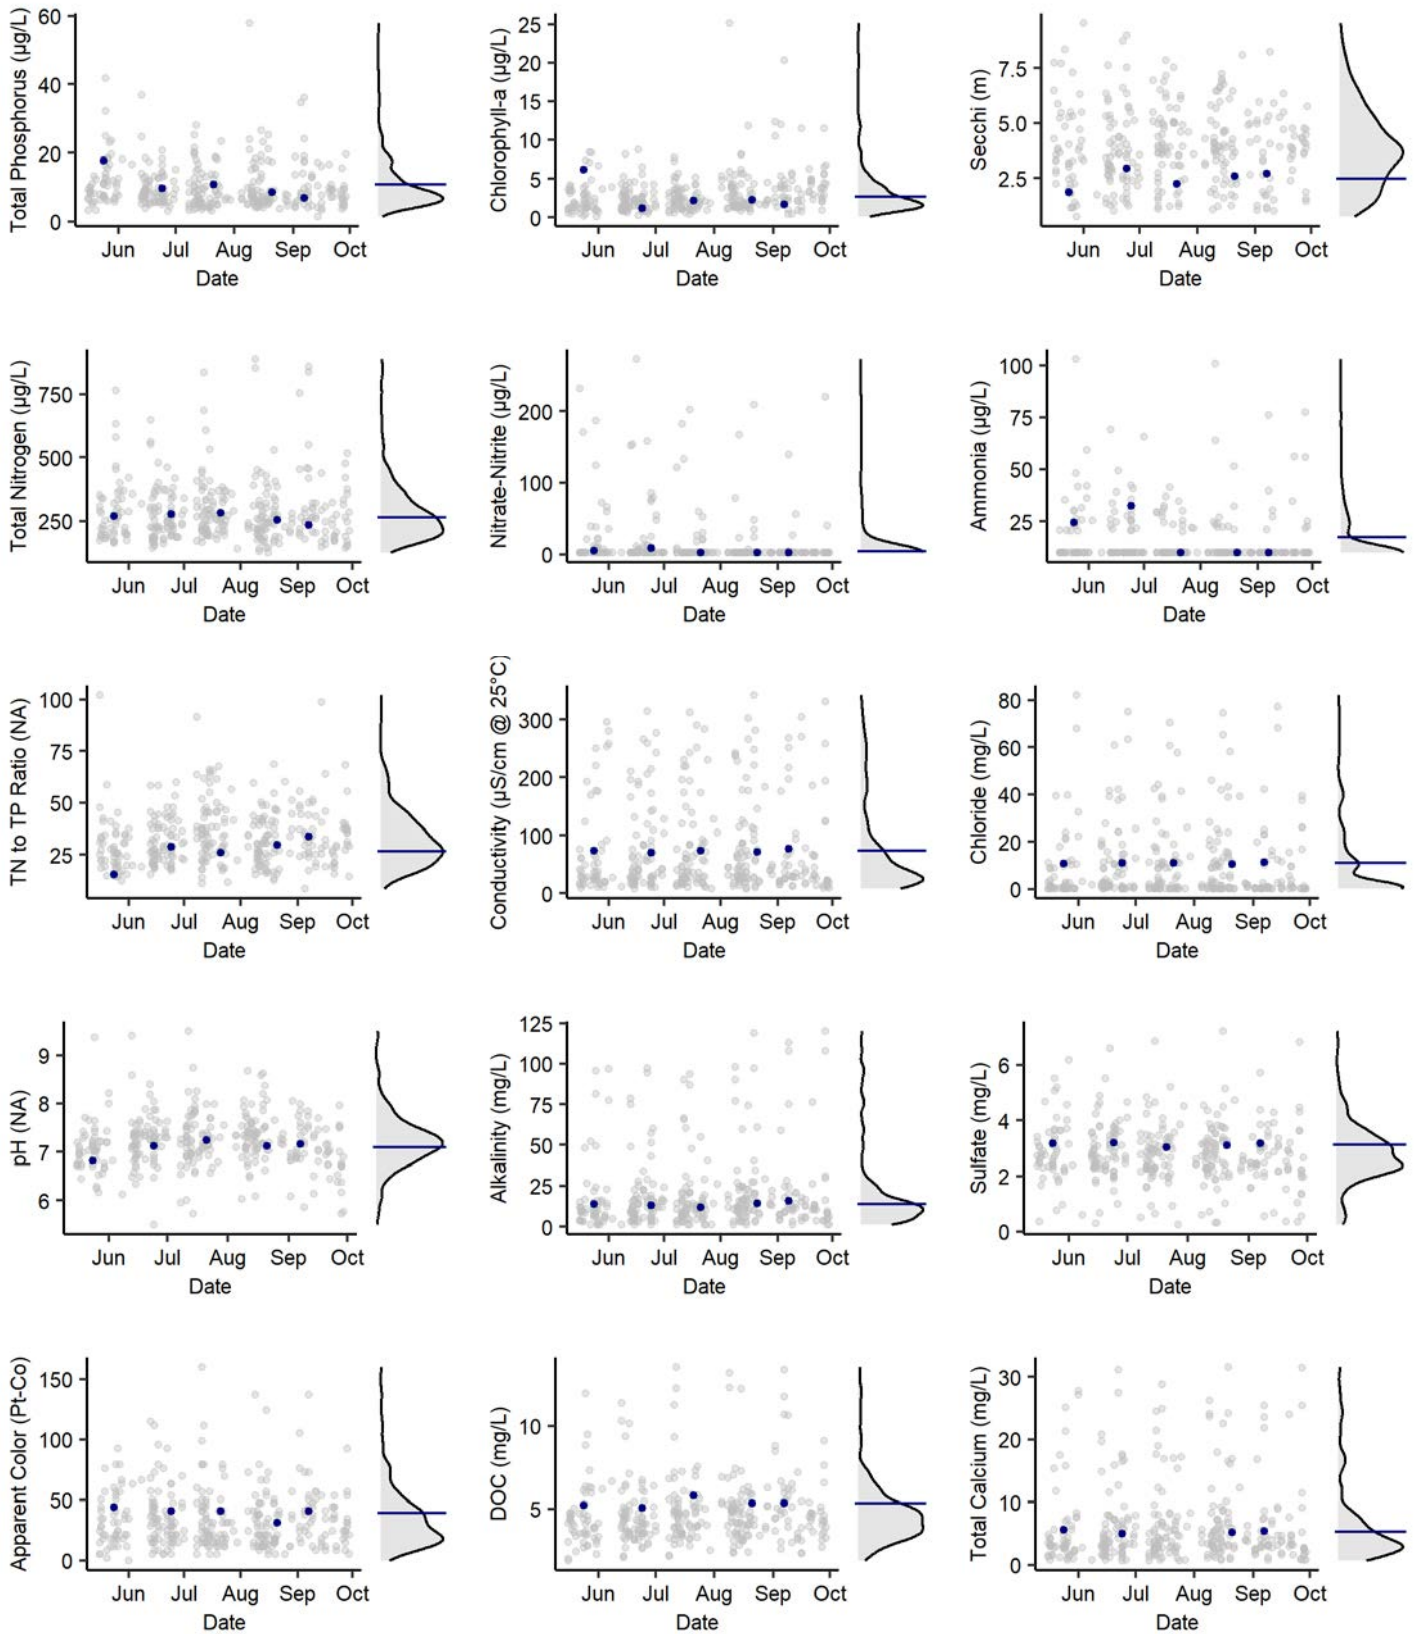 Total Phosphorus (µg/L)
60
40
20
0
Jun Jul Aug Sep Oct
Date
Chlorophyll-a (µg/L)
25
20
15
10
5
0
Jun Jul Aug Sep Oct
Date
Secchi (m)
7.5
5.0
2.5
Jun Jul Aug Sep Oct
Date
Total Nitrogen (µg/L)
750
500
250
Jun Jul Aug Sep Oct
Date
Nitrate-Nitrite (µg/L)
200
100
0
Jun Jul Aug Sep Oct
Date
Ammonia (µg/L)
100
75
50
25
Jun Jul Aug Sep Oct
Date
TN to TP Ratio (NA)
100
75
50
25
Jun Jul Aug Sep Oct
Date
Conductivity (µS/cm @ 25°C)
300
200
100
0
Jun Jul Aug Sep Oct
Date
Chloride (mg/L)
80
60
40
20
0
Jun Jul Aug Sep Oct
Date
pH (NA)
9
8
7
6
Jun Jul Aug Sep Oct
Date
Alkalinity (mg/L)
125
100
75
50
25
0
Jun Jul Aug Sep Oct
Date
Sulfate (mg/L)
6
4
2
0
Jun Jul Aug Sep Oct
Date
Apparent Color (Pt-Co)
150
100
50
0
Jun Jul Aug Sep Oct
Date
DOC (mg/L)
10
5
Jun Jul Aug Sep Oct
Date
Total Calcium (mg/L)
30
20
10
0
Jun Jul Aug Sep Oct
Date